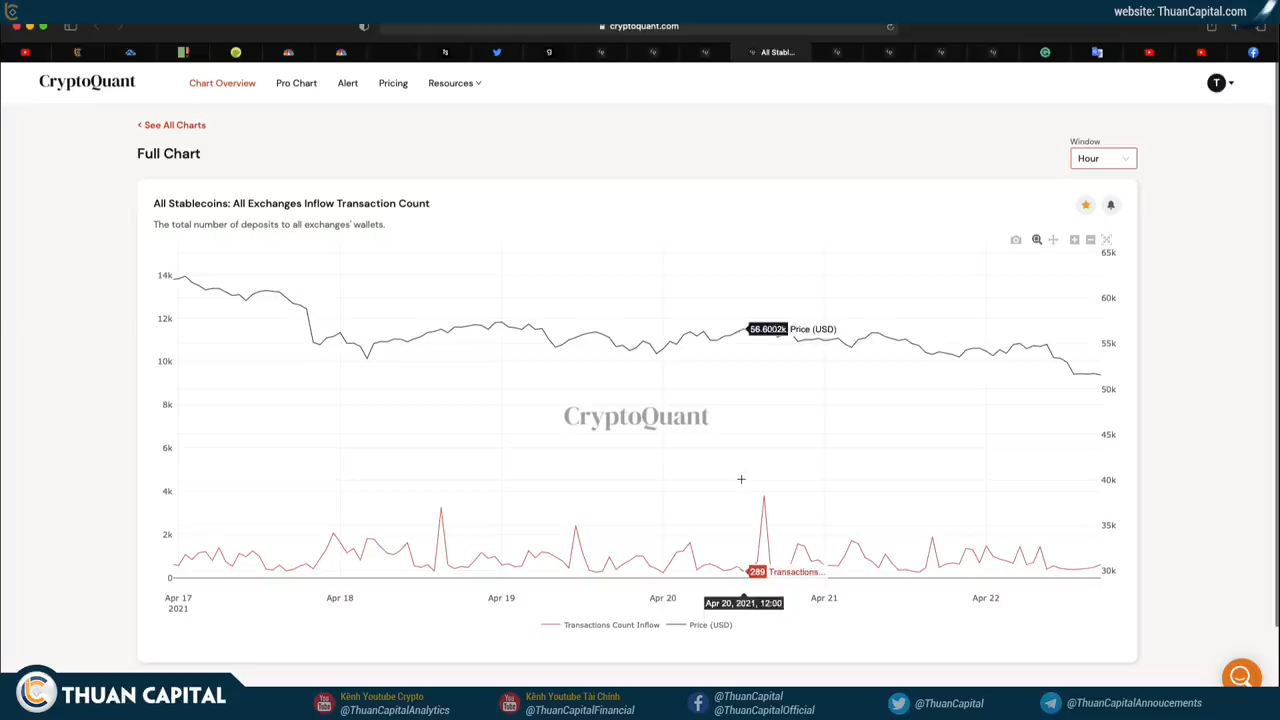 website: ThuanCapital.com
cryptoquant.com
All Stabl...
CryptoQuant
Chart Overview
Pro Chart
Alert
Pricing
Resources
T
< See All Charts
Full Chart
Window
Hour
All Stablecoins: All Exchanges Inflow Transaction Count
The total number of deposits to all exchanges' wallets.
14k
12k
10k
8k
6k
4k
2k
0
65k
60k
55k
50k
45k
40k
35k
30k
56.6002k Price (USD)
CryptoQuant
289 Transactions...
Apr 20, 2021, 12:00
Apr 17
2021
Apr 18
Apr 19
Apr 20
Apr 21
Apr 22
Transactions Count Inflow
Price (USD)
THUAN CAPITAL
Kênh Youtube Crypto
@ThuanCapitalAnalytics
Kênh Youtube Tài Chính
@ThuanCapitalFinancial
@ThuanCapital
@ThuanCapitalOfficial
@ThuanCapital
@ThuanCapitalAnnoucements